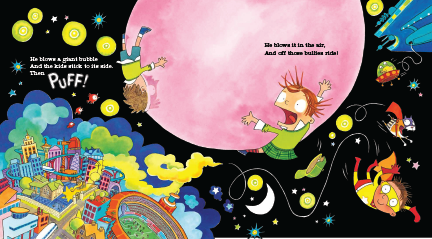 He blows a giant bubble
And the kids stick to its side.
Then PUFF!
He blows it in the air,
And off those bullies ride!